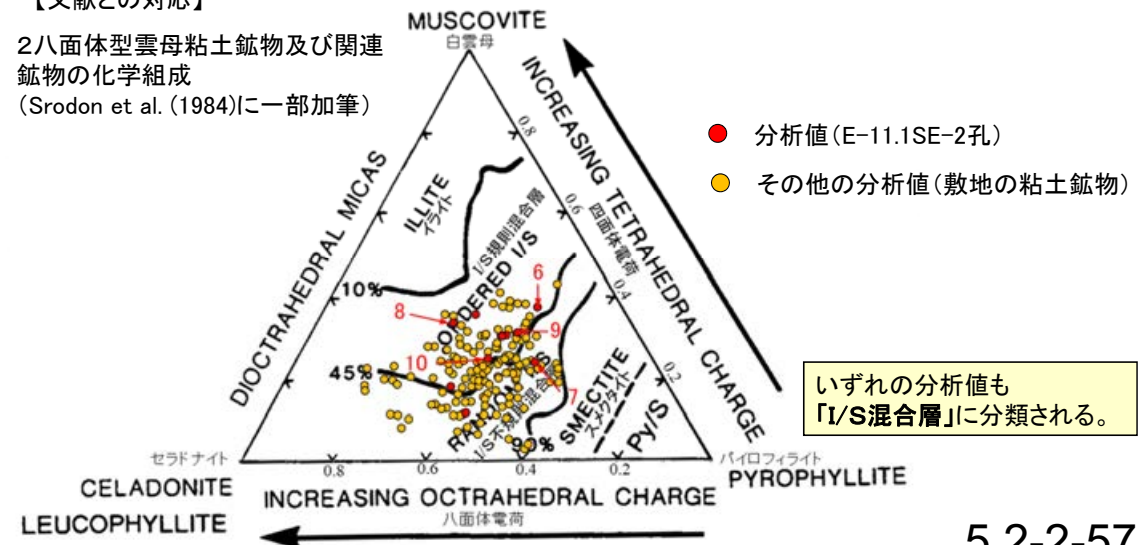 【文献との対応】
2八面体型雲母粘土鉱物及び関連
鉱物の化学組成
(Srodon et al. (1984)に一部加筆)
MUSCOVITE
白雲母
INCREASING TETRAHEDRAL CHARGE
四面体電荷
DIOCTRAHEDRAL MICAS
0.8
0.6
0.4
0.2
ILLITE
イライト
I/S規則混合層
ORDERED I/S
10%
6
8
9
10
7
45%
I/S不規則混合層
90%
SMECTITE
スメクタイト
Py/S
分析値(E-11.1SE-2孔)
その他の分析値(敷地の粘土鉱物)
いずれの分析値も
「I/S混合層」に分類される。
セラドナイト
CELADONITE
LEUCOPHYLLITE
0.8
0.6
0.4
0.2
パイロフィライト
PYROPHYLLITE
INCREASING OCTRAHEDRAL CHARGE
八面体電荷
5.2-2-57